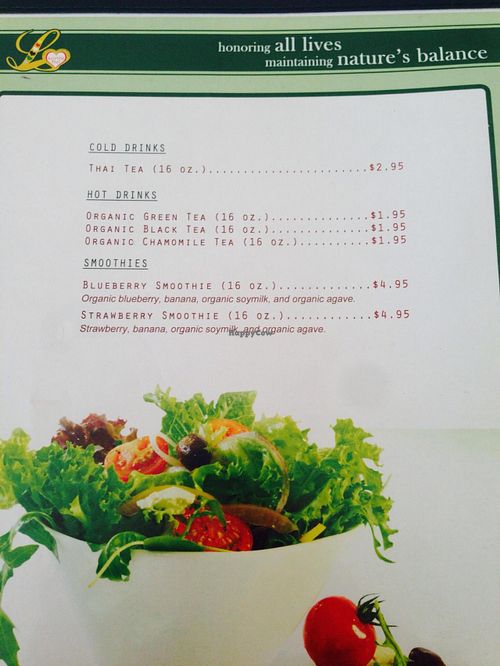 honoring all lives
maintaining nature's balance
COLD DRINKS
THAI TEA (16 OZ.).......................$2.95
HOT DRINKS
ORGANIC GREEN TEA (16 OZ.)..............$1.95
ORGANIC BLACK TEA (16 OZ.)..............$1.95
ORGANIC CHAMOMILE TEA (16 OZ.)..........$1.95
SMOOTHIES
BLUEBERRY SMOOTHIE (16 OZ.).............$4.95
Organic blueberry, banana, organic soymilk, and organic agave.
STRAWBERRY SMOOTHIE (16 OZ.)............$4.95
Strawberry, banana, organic soymilk, and organic agave.
HappyCow